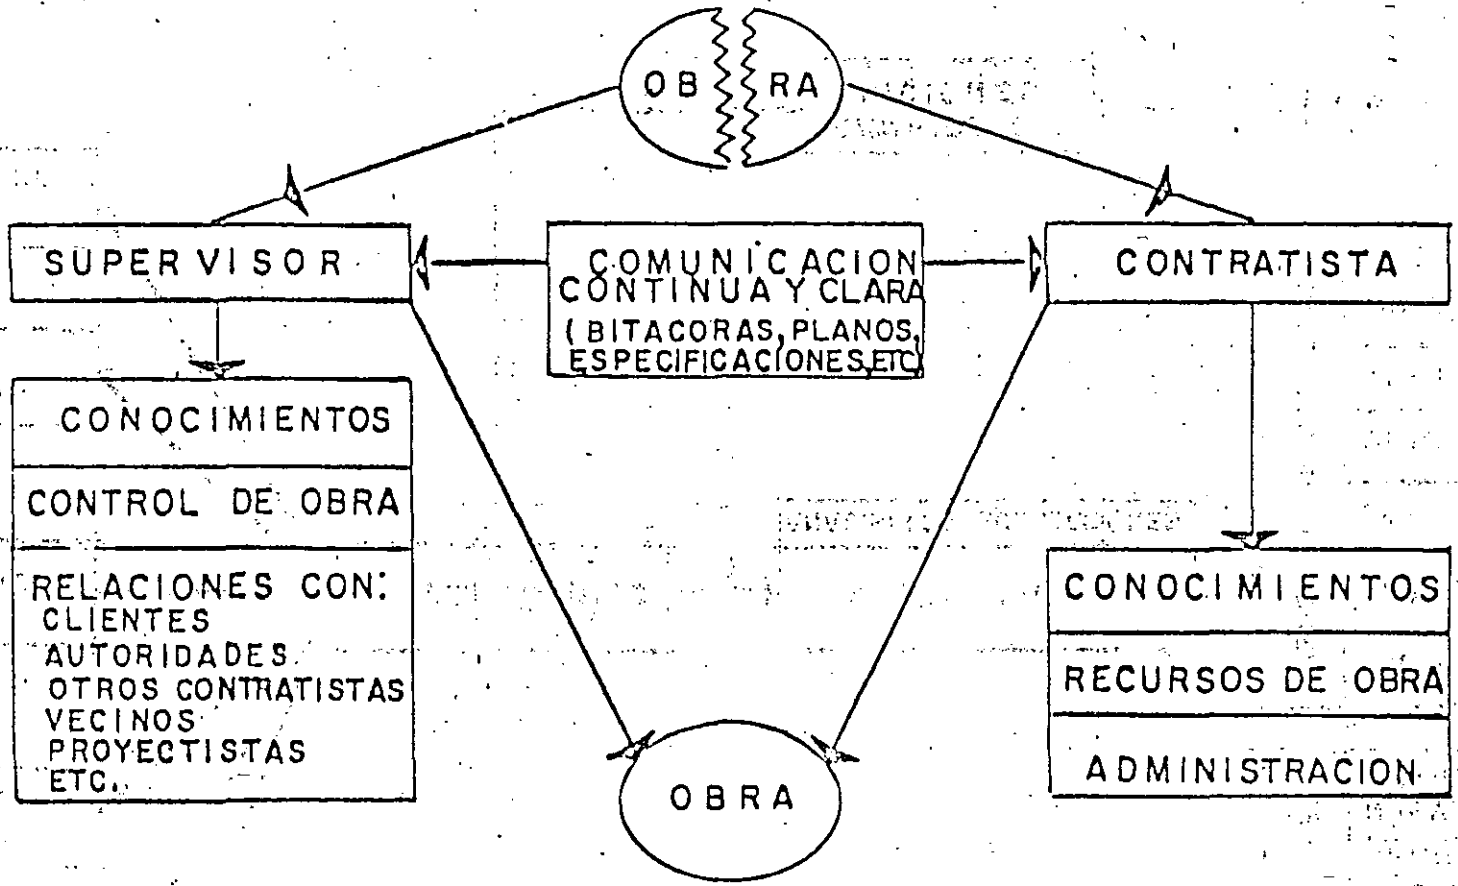 OB RA
SUPERVISOR
COMUNICACION
CONTINUA Y CLARA
(BITACORAS, PLANOS,
ESPECIFICACIONES, ETC)
CONTRATISTA
CONOCIMIENTOS
CONTROL DE OBRA
RELACIONES CON:
CLIENTES
AUTORIDADES
OTROS CONTRATISTAS
VECINOS
PROYECTISTAS
ETC.
CONOCIMIENTOS
RECURSOS DE OBRA
ADMINISTRACION
OBRA